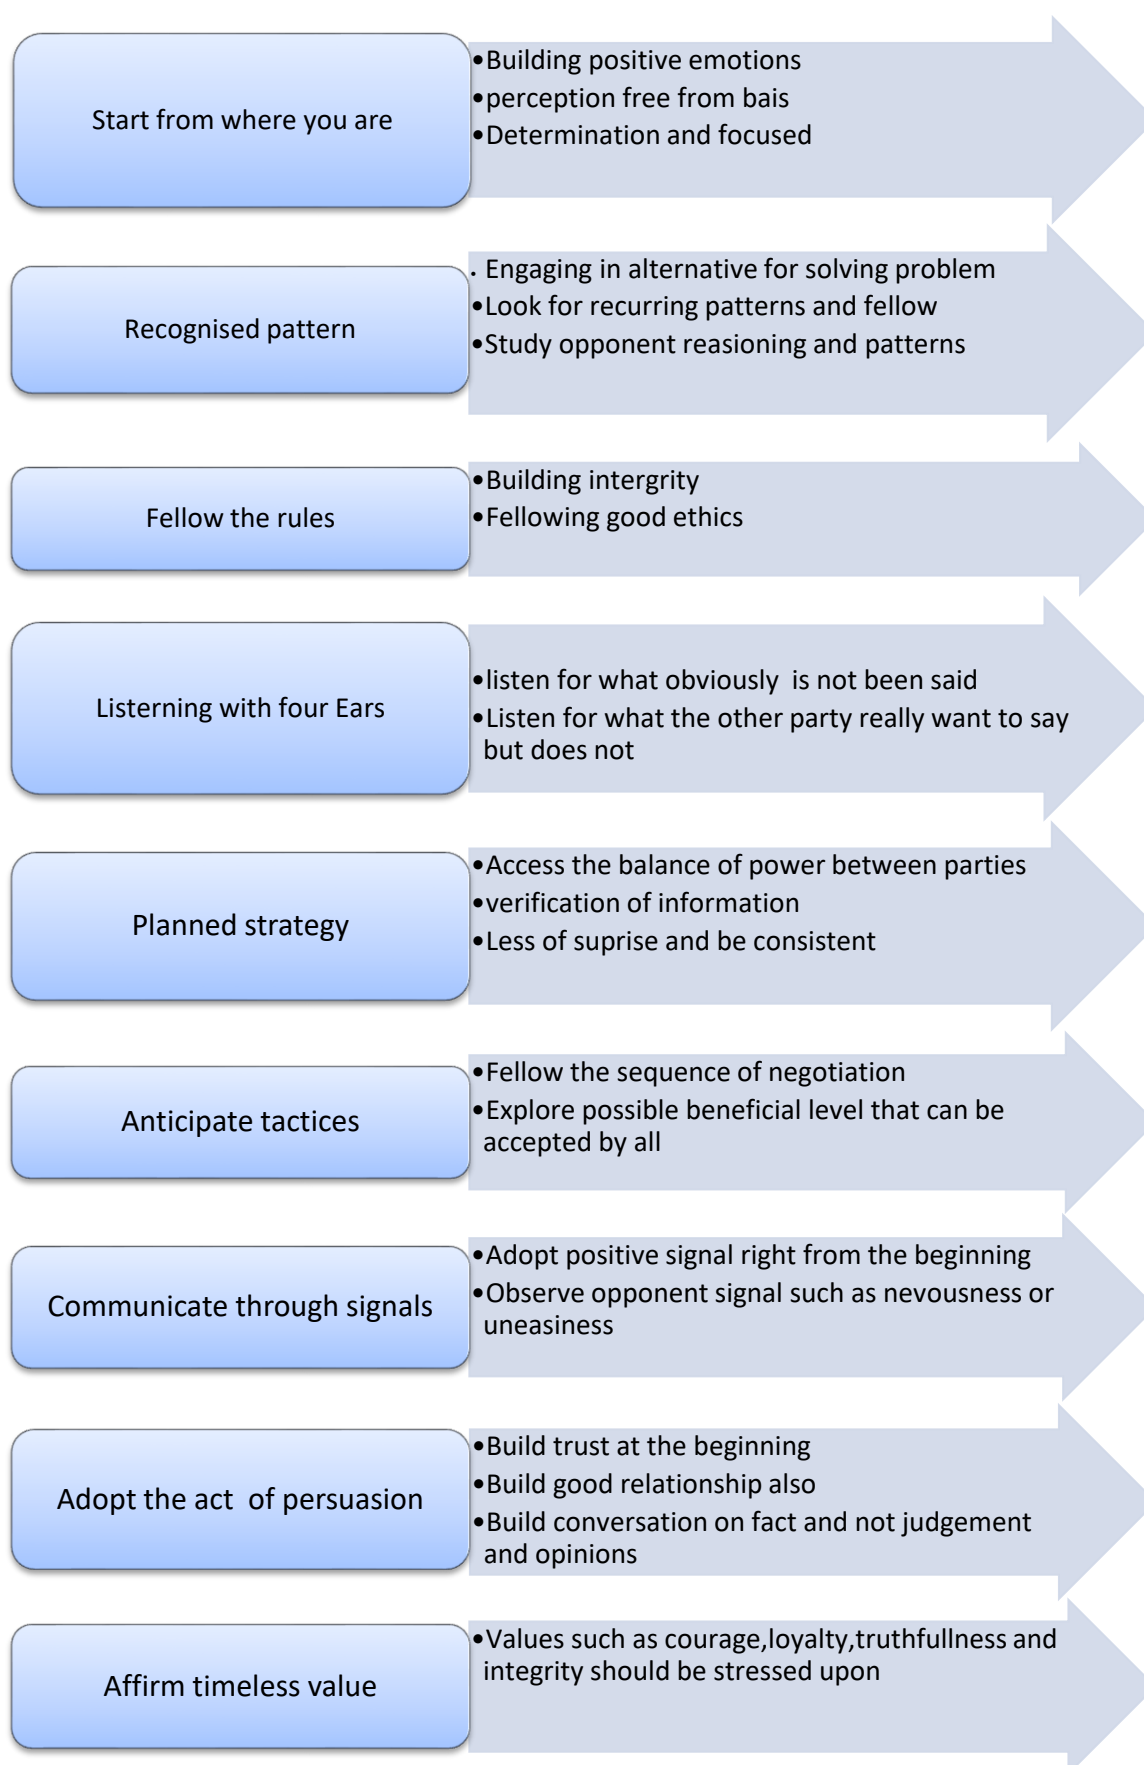 Start from where you are
•Building positive emotions
•perception free from bais
•Determination and focused
Recognised pattern
. Engaging in alternative for solving problem
•Look for recurring patterns and fellow
•Study opponent reasioning and patterns
Fellow the rules
•Building intergrity
•Fellowing good ethics
Listerning with four Ears
•listen for what obviously  is not been said
•Listen for what the other party really want to say
but does not
Planned strategy
•Access the balance of power between parties
•verification of information
•Less of suprise and be consistent
Anticipate tactices
•Fellow the sequence of negotiation
•Explore possible beneficial level that can be
accepted by all
Communicate through signals
•Adopt positive signal right from the beginning
•Observe opponent signal such as nevousness or
uneasiness
Adopt the act  of persuasion
•Build trust at the beginning
•Build good relationship also
•Build conversation on fact and not judgement
and opinions
Affirm timeless value
•Values such as courage,loyalty,truthfullness and
integrity should be stressed upon